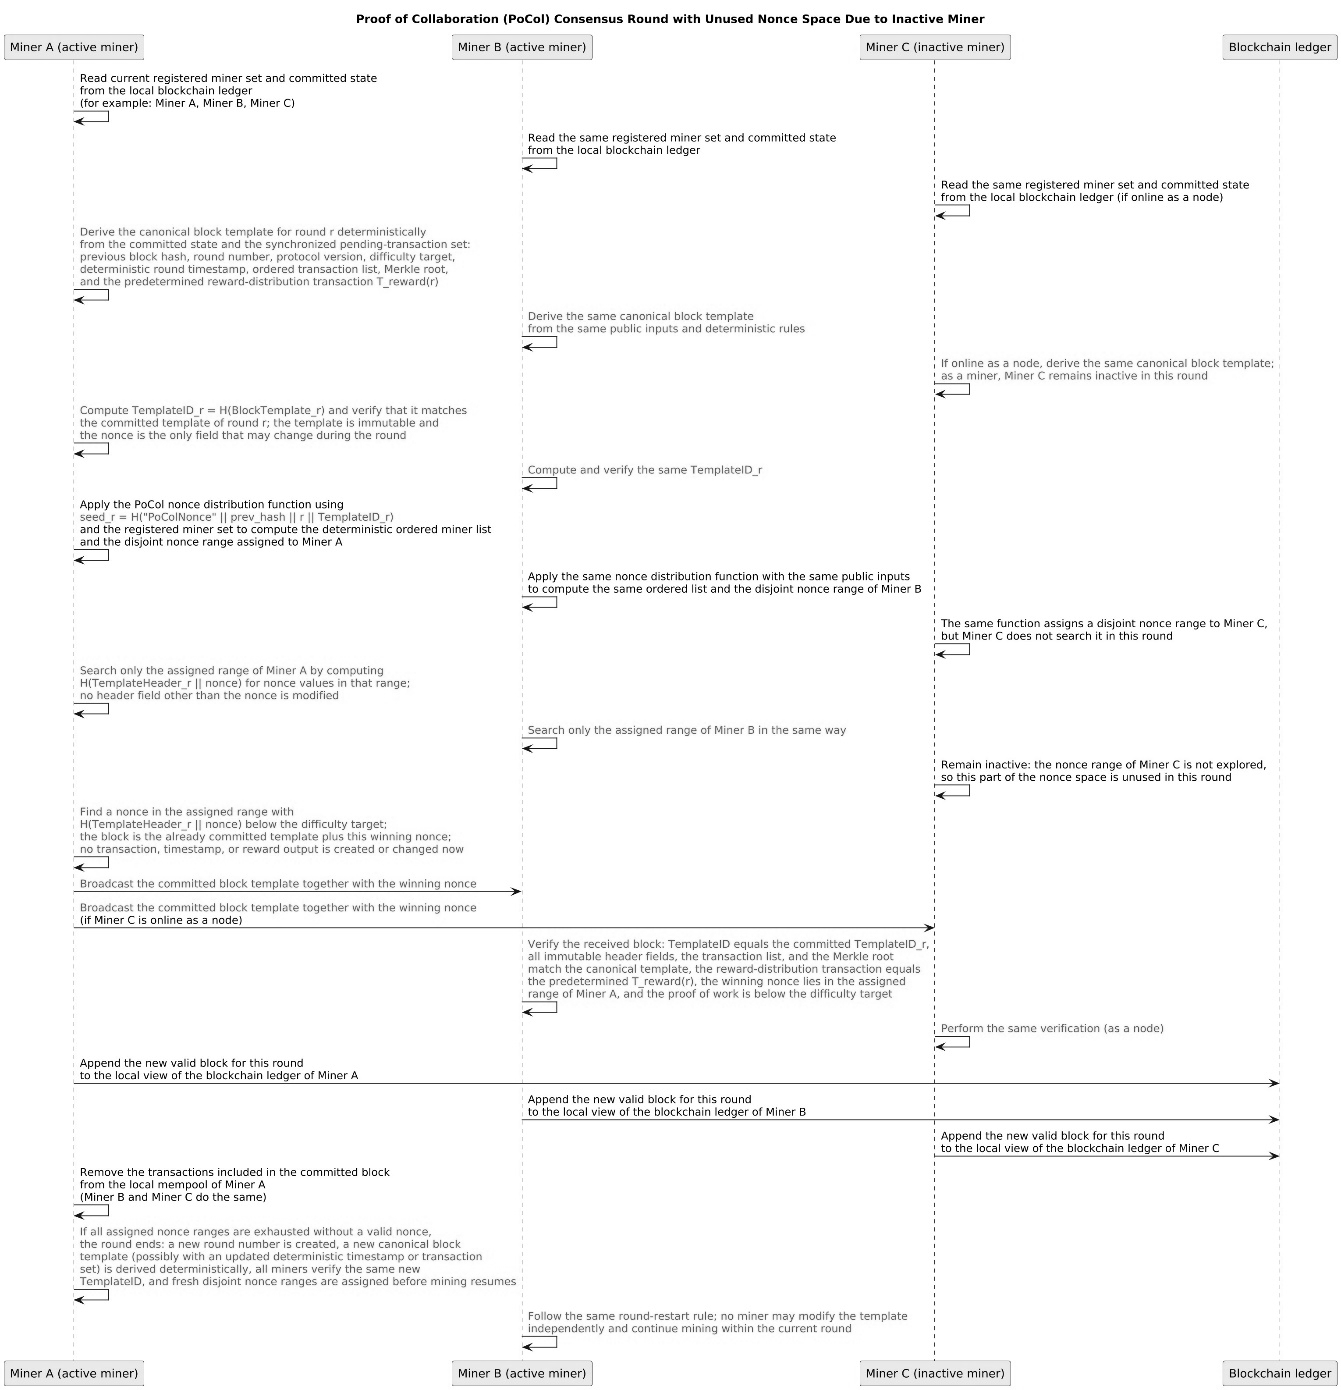 Proof of Collaboration (PoCol) Consensus Round with Unused Nonce Space Due to Inactive Miner
Miner A (active miner)
Miner B (active miner)
Miner C (inactive miner)
Blockchain ledger
Read current registered miner set and committed state
from the local blockchain ledger
(for example: Miner A, Miner B, Miner C)
Read the same registered miner set and committed state
from the local blockchain ledger
Read the same registered miner set and committed state
from the local blockchain ledger (if online as a node)
Derive the canonical block template for round r deterministically
from the committed state and the synchronized pending-transaction set:
previous block hash, round number, protocol version, difficulty target,
deterministic round timestamp, ordered transaction list, Merkle root,
and the predetermined reward-distribution transaction T_reward(r)
Derive the same canonical block template
from the same public inputs and deterministic rules
If online as a node, derive the same canonical block template;
as a miner, Miner C remains inactive in this round
Compute TemplateID_r = H(BlockTemplate_r) and verify that it matches
the committed template of round r; the template is immutable and
the nonce is the only field that may change during the round
Compute and verify the same TemplateID_r
Apply the PoCol nonce distribution function using
seed_r = H("PoColNonce" || prev_hash || r || TemplateID_r)
and the registered miner set to compute the deterministic ordered miner list
and the disjoint nonce range assigned to Miner A
Apply the same nonce distribution function with the same public inputs
to compute the same ordered list and the disjoint nonce range of Miner B
The same function assigns a disjoint nonce range to Miner C,
but Miner C does not search it in this round
Search only the assigned range of Miner A by computing
H(TemplateHeader_r || nonce) for nonce values in that range;
no header field other than the nonce is modified
Search only the assigned range of Miner B in the same way
Remain inactive: the nonce range of Miner C is not explored,
so this part of the nonce space is unused in this round
Find a nonce in the assigned range with
H(TemplateHeader_r || nonce) below the difficulty target;
the block is the already committed template plus this winning nonce;
no transaction, timestamp, or reward output is created or changed now
Broadcast the committed block template together with the winning nonce
Broadcast the committed block template together with the winning nonce
(if Miner C is online as a node)
Verify the received block: TemplateID equals the committed TemplateID_r,
all immutable header fields, the transaction list, and the Merkle root
match the canonical template, the reward-distribution transaction equals
the predetermined T_reward(r), the winning nonce lies in the assigned
range of Miner A, and the proof of work is below the difficulty target
Perform the same verification (as a node)
Append the new valid block for this round
to the local view of the blockchain ledger of Miner A
Append the new valid block for this round
to the local view of the blockchain ledger of Miner B
Append the new valid block for this round
to the local view of the blockchain ledger of Miner C
Remove the transactions included in the committed block
from the local mempool of Miner A
(Miner B and Miner C do the same)
If all assigned nonce ranges are exhausted without a valid nonce,
the round ends: a new round number is created, a new canonical block
template (possibly with an updated deterministic timestamp or transaction
set) is derived deterministically, all miners verify the same new
TemplateID, and fresh disjoint nonce ranges are assigned before mining resumes
Follow the same round-restart rule; no miner may modify the template
independently and continue mining within the current round
Miner A (active miner)
Miner B (active miner)
Miner C (inactive miner)
Blockchain ledger